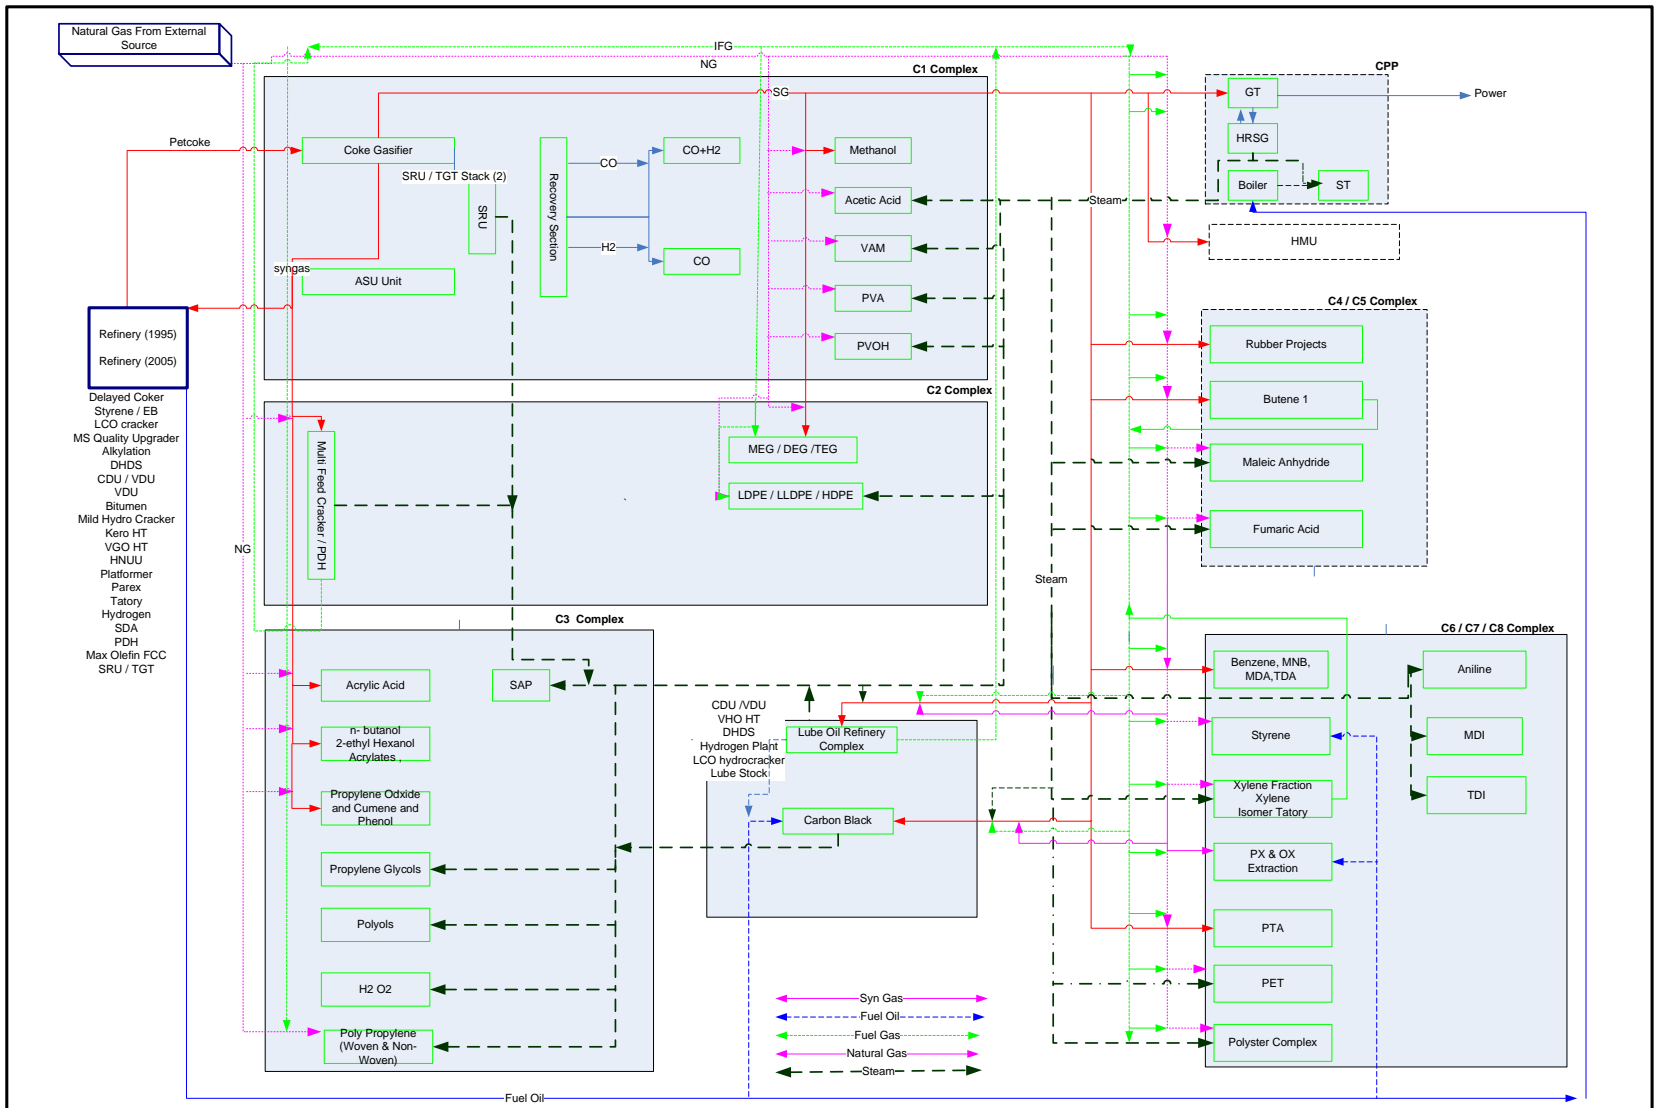 Natural Gas From External
Source
IFG
NG
C1 Complex
CPP
SG
GT
Power
Petcoke
Coke Gasifier
CO+H2
Methanol
HRSG
CO
SRU / TGT Stack (2)
Recovery Section
SRU
Boiler
ST
Acetic Acid
Steam
VAM
HMU
H2
CO
syngas
ASU Unit
PVA
C4 / C5 Complex
Refinery (1995)
Refinery (2005)
PVOH
Rubber Projects
C2 Complex
Delayed Coker
Styrene / EB
LCO cracker
MS Quality Upgrader
Alkylation
DHDS
CDU / VDU
VDU
Bitumen
Mild Hydro Cracker
Kero HT
VGO HT
HNUU
Platformer
Parex
Tatory
Hydrogen
SDA
PDH
Max Olefin FCC
SRU / TGT
Butene 1
MEG / DEG /TEG
Multi Feed Cracker / PDH
Maleic Anhydride
LDPE / LLDPE / HDPE
Fumaric Acid
NG
Steam
C3  Complex
C6 / C7 / C8 Complex
Acrylic Acid
SAP
Benzene, MNB,
MDA,TDA
Aniline
CDU /VDU
VHO HT
DHDS
Hydrogen Plant
LCO hydrocracker
Lube Stock
Lube Oil Refinery
Complex
n- butanol
2-ethyl Hexanol
Acrylates ,
Styrene
MDI
Propylene Odxide
and Cumene and
Phenol
Xylene Fraction
Xylene
Isomer Tatory
TDI
Carbon Black
Propylene Glycols
PX & OX
Extraction
Polyols
PTA
H2 O2
PET
Syn Gas
Fuel Oil
Fuel Gas
Natural Gas
Steam
Poly Propylene
(Woven & Non-
Woven)
Polyster Complex
Fuel Oil